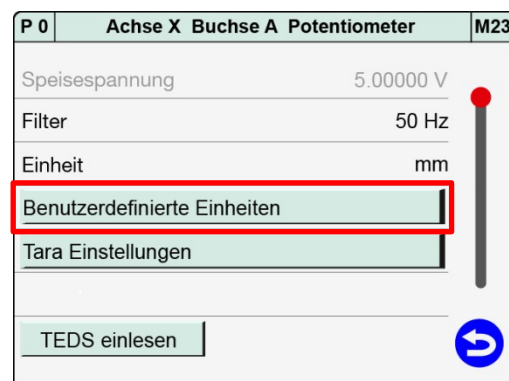 P 0 Achse X Buchse A Potentiometer M23
Speisespannung 5.00000 V
Filter 50 Hz
Einheit mm
Benutzerdefinierte Einheiten
Tara Einstellungen
TEDS einlesen